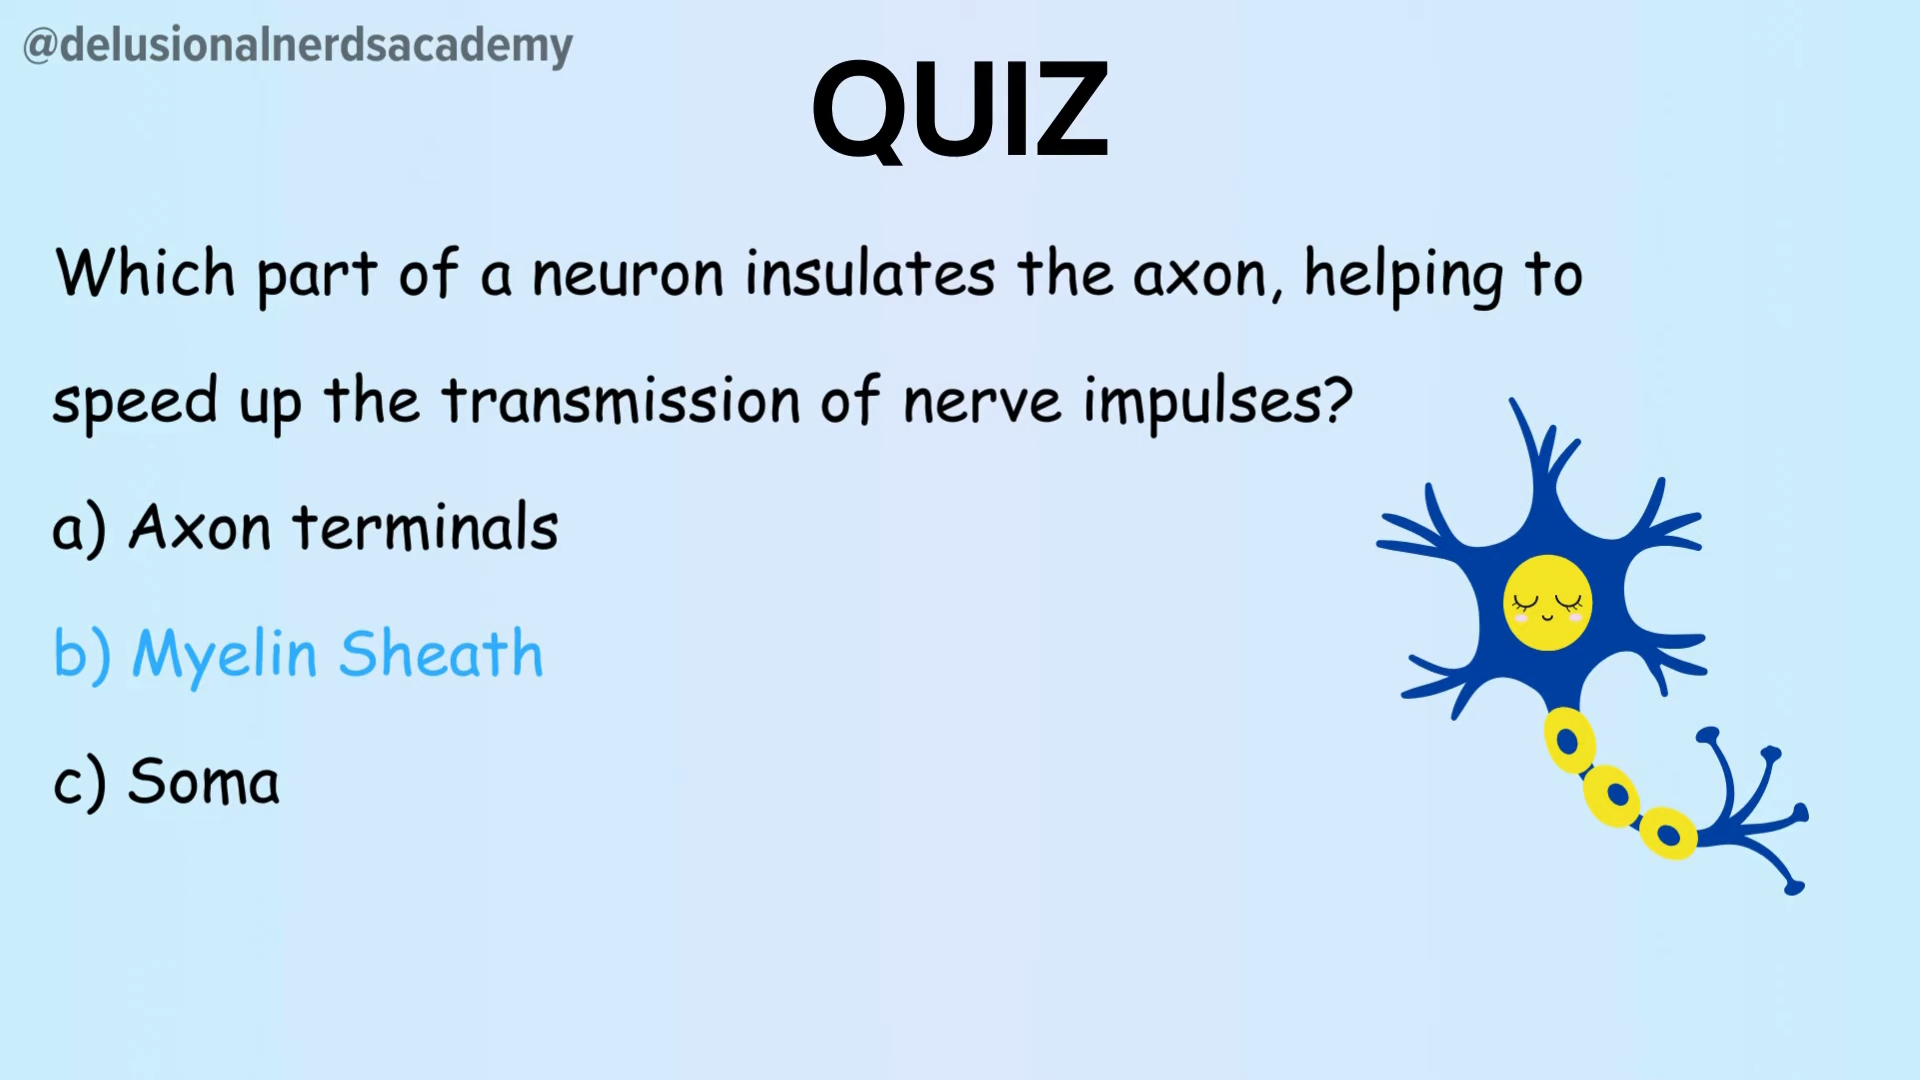 @delusionalnerdsacademy
QUIZ
Which part of a neuron insulates the axon, helping to
speed up the transmission of nerve impulses?
a) Axon terminals
b) Myelin Sheath
c) Soma